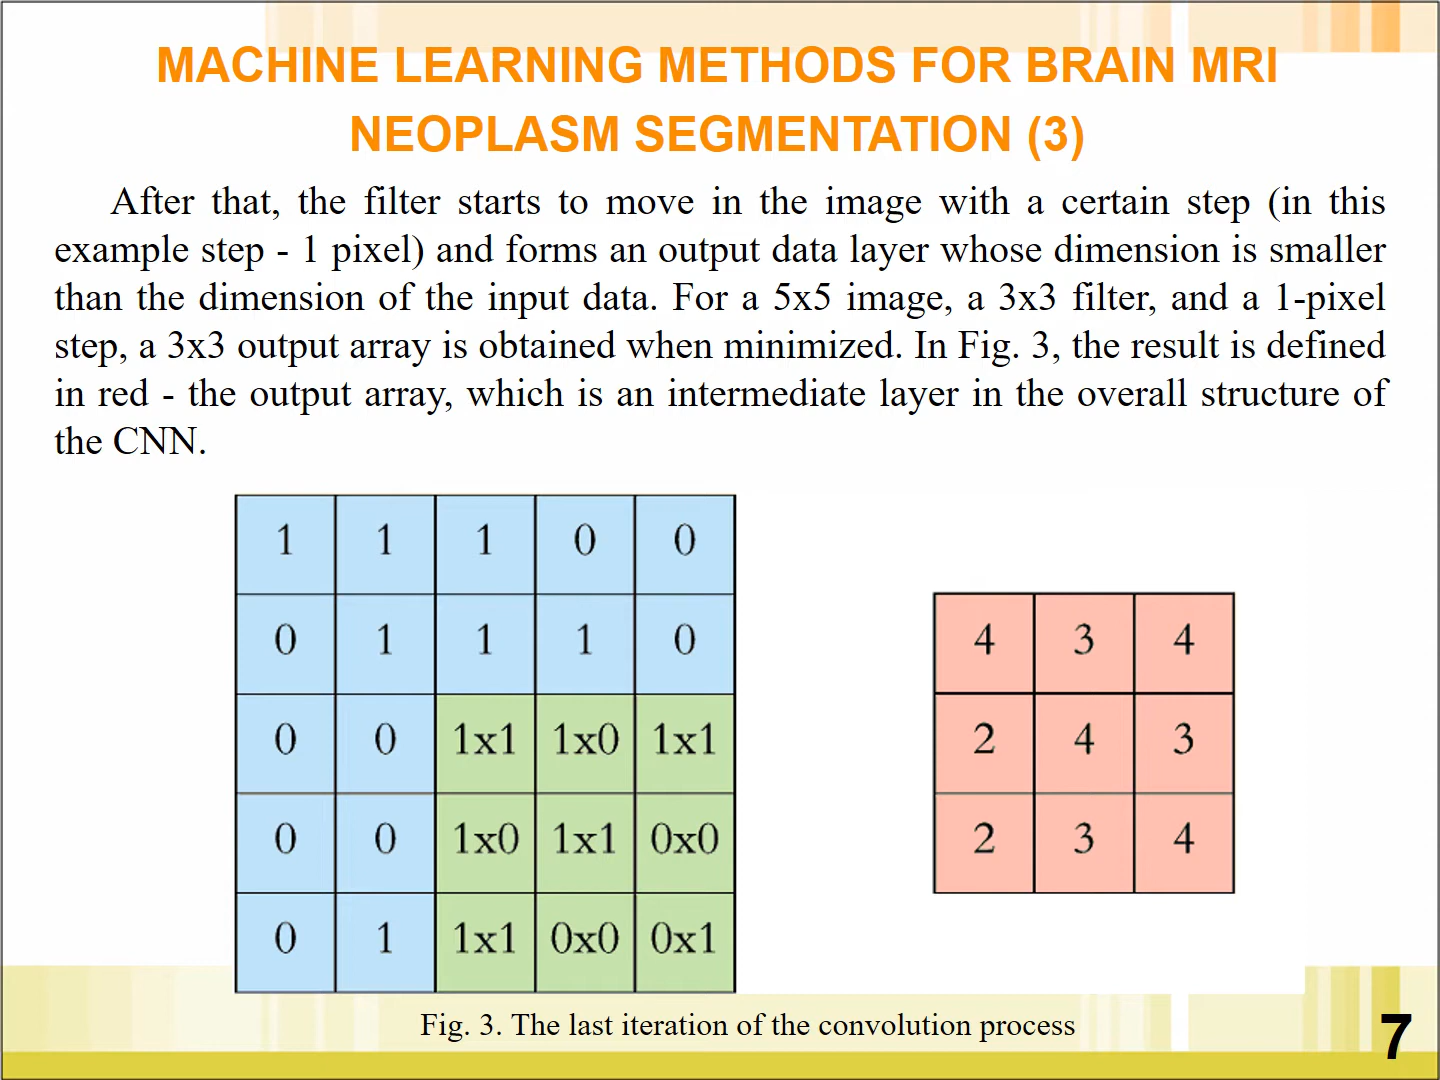 MACHINE LEARNING METHODS FOR BRAIN MRI
NEOPLASM SEGMENTATION (3)
After that, the filter starts to move in the image with a certain step (in this
example step - 1 pixel) and forms an output data layer whose dimension is smaller
than the dimension of the input data. For a 5x5 image, a 3x3 filter, and a 1-pixel
step, a 3x3 output array is obtained when minimized. In Fig. 3, the result is defined
in red - the output array, which is an intermediate layer in the overall structure of
the CNN.
1 1 1 0 0
0 1 1 1 0
0 0 1x1 1x0 1x1
0 0 1x0 1x1 0x0
0 1 1x1 0x0 0x1
4 3 4
2 4 3
2 3 4
Fig. 3. The last iteration of the convolution process
7